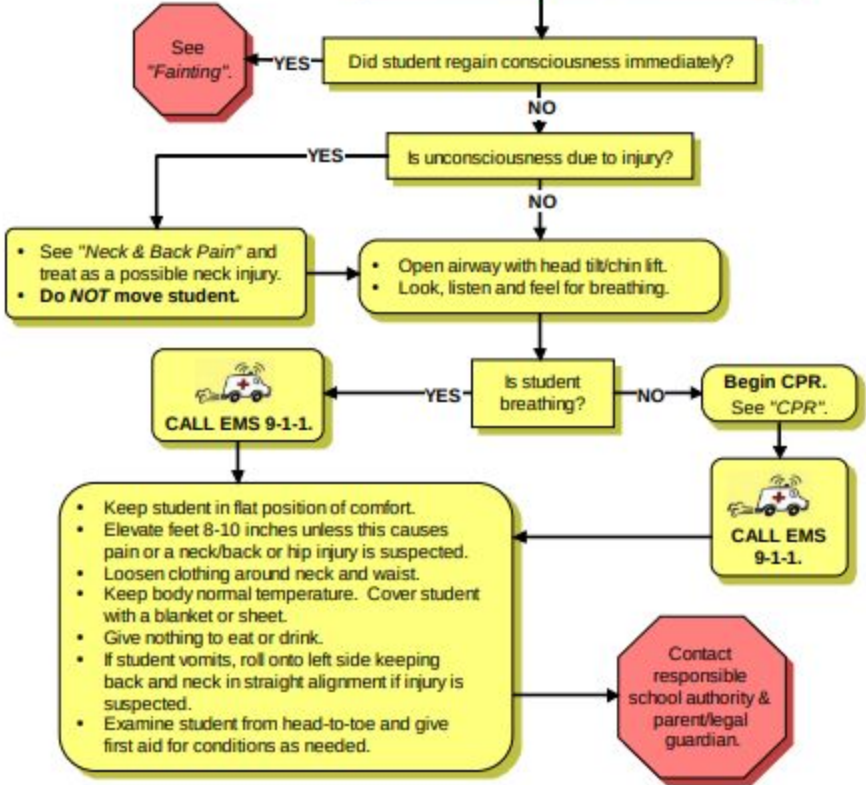 See
"Fainting".
YES
Did student regain consciousness immediately?
NO
YES
Is unconsciousness due to injury?
NO
• See "Neck & Back Pain" and
treat as a possible neck injury.
• Do NOT move student.
• Open airway with head tilt/chin lift.
• Look, listen and feel for breathing.
CALL EMS 9-1-1.
YES
Is student
breathing?
NO
Begin CPR.
See "CPR".
CALL EMS
9-1-1.
• Keep student in flat position of comfort.
• Elevate feet 8-10 inches unless this causes
pain or a neck/back or hip injury is suspected.
• Loosen clothing around neck and waist.
• Keep body normal temperature. Cover student
with a blanket or sheet.
• Give nothing to eat or drink.
• If student vomits, roll onto left side keeping
back and neck in straight alignment if injury is
suspected.
• Examine student from head-to-toe and give
first aid for conditions as needed.
Contact
responsible
school authority &
parent/legal
guardian.